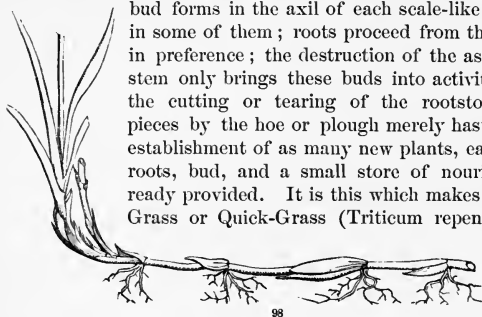 bud forms in the axil of each scale-like
in some of them ; roots proceed from th
in preference ; the destruction of the as
stem only brings these buds into activi
the cutting or tearing of the rootsto
pieces by the hoe or plough merely has
establishment of as many new plants, ea
roots, bud, and a small store of nour
ready provided. It is this which makes
Grass or Quick-Grass (Triticum repen
98